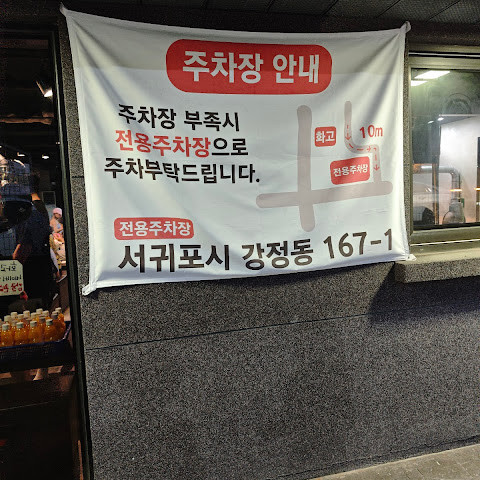 주차장 안내
주차장 부족시
전용주차장으로
주차부탁드립니다.
화고
10m
전용주차장
전용주차장
서귀포시 강정동 167-1